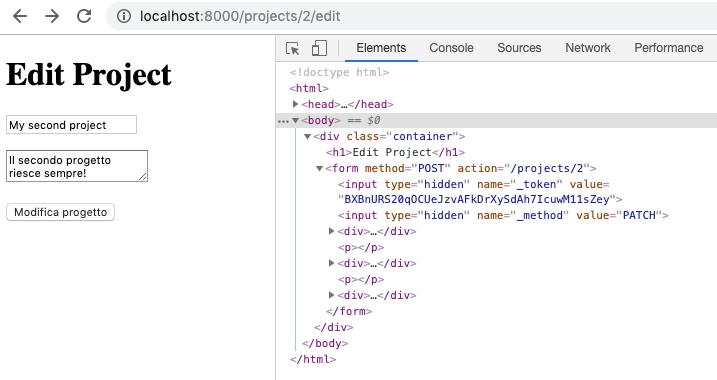 localhost:8000/projects/2/edit
Edit Project
My second project
Il secondo progetto
riesce sempre!
Modifica progetto
Elements Console Sources Network Performance
<!doctype html>
<html>
<head>…</head>
<body> == $0
<div class="container">
<h1>Edit Project</h1>
<form method="POST" action="/projects/2">
<input type="hidden" name="_token" value=
"BXBnURS20qOCUeJzvAFkDrXySdAh7IcuwM11sZey">
<input type="hidden" name="_method" value="PATCH">
<div>…</div>
<p></p>
<div>…</div>
<p></p>
<div>…</div>
</form>
</div>
</body>
</html>